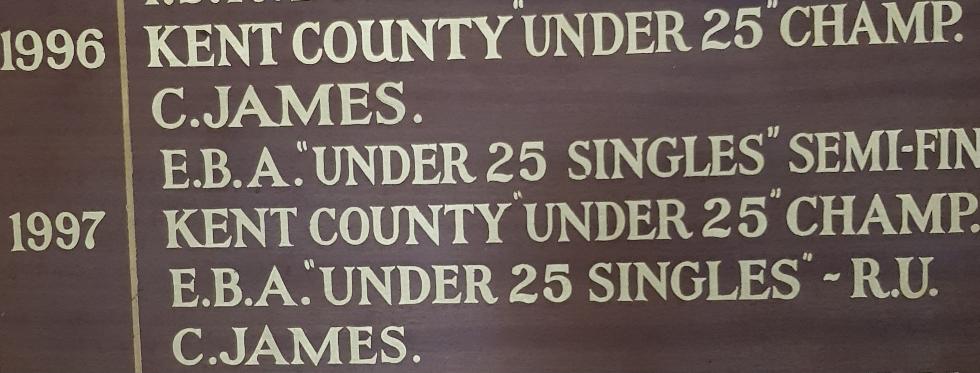 1996 KENT COUNTY "UNDER 25" CHAMP.
C.JAMES.
E.B.A. "UNDER 25 SINGLES" SEMI-FIN
1997 KENT COUNTY "UNDER 25" CHAMP.
E.B.A. "UNDER 25 SINGLES" ~ R.U.
C.JAMES.